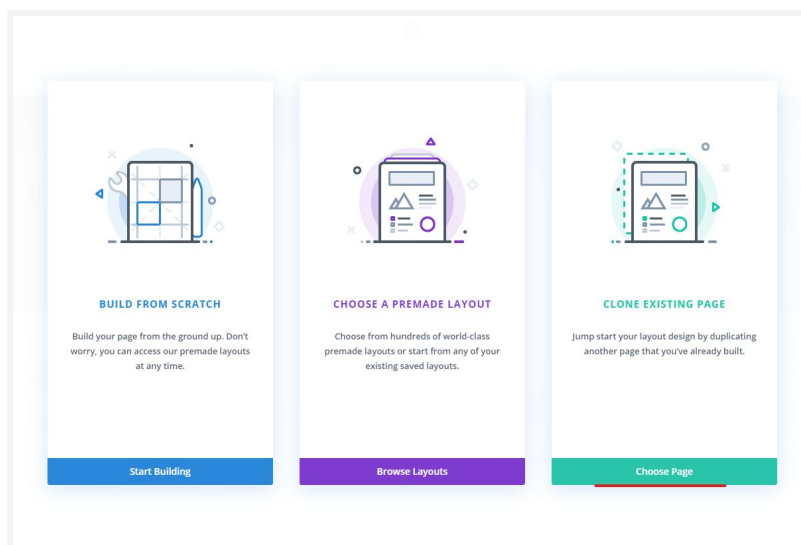 BUILD FROM SCRATCH
Build your page from the ground up. Don't
worry, you can access our premade layouts
at any time.
Start Building
CHOOSE A PREMADE LAYOUT
Choose from hundreds of world-class
premade layouts or start from any of your
existing saved layouts.
Browse Layouts
CLONE EXISTING PAGE
Jump start your layout design by duplicating
another page that you've already built.
Choose Page